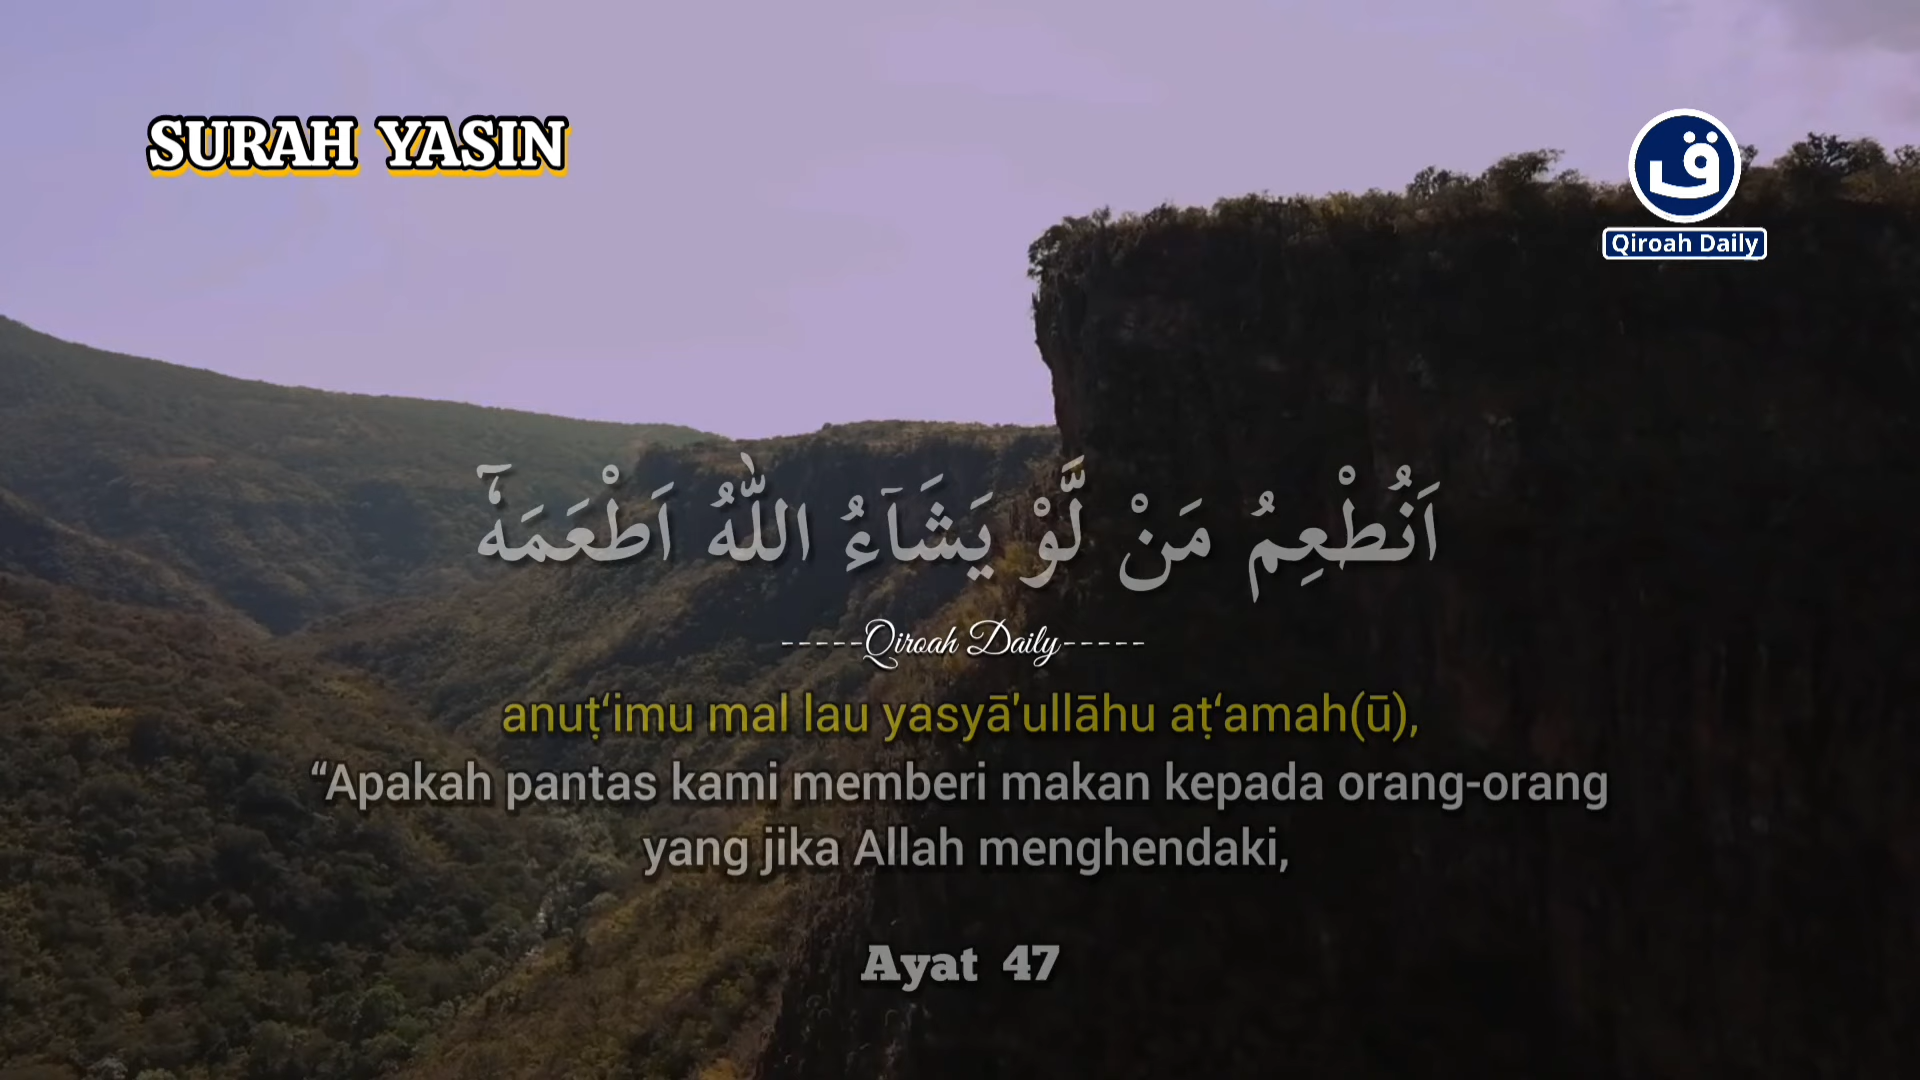 SURAH YASIN
ق
Qiroah Daily
اَنُطْعِمُ مَنْ لَّوْ يَشَاۤءُ اللّٰهُ اَطْعَمَهٗٓ
-----Qiroah Daily-----
anuṭ‘imu mal lau yasyā'ullāhu aṭ‘amah(ū),
“Apakah pantas kami memberi makan kepada orang-orang
yang jika Allah menghendaki,
Ayat 47